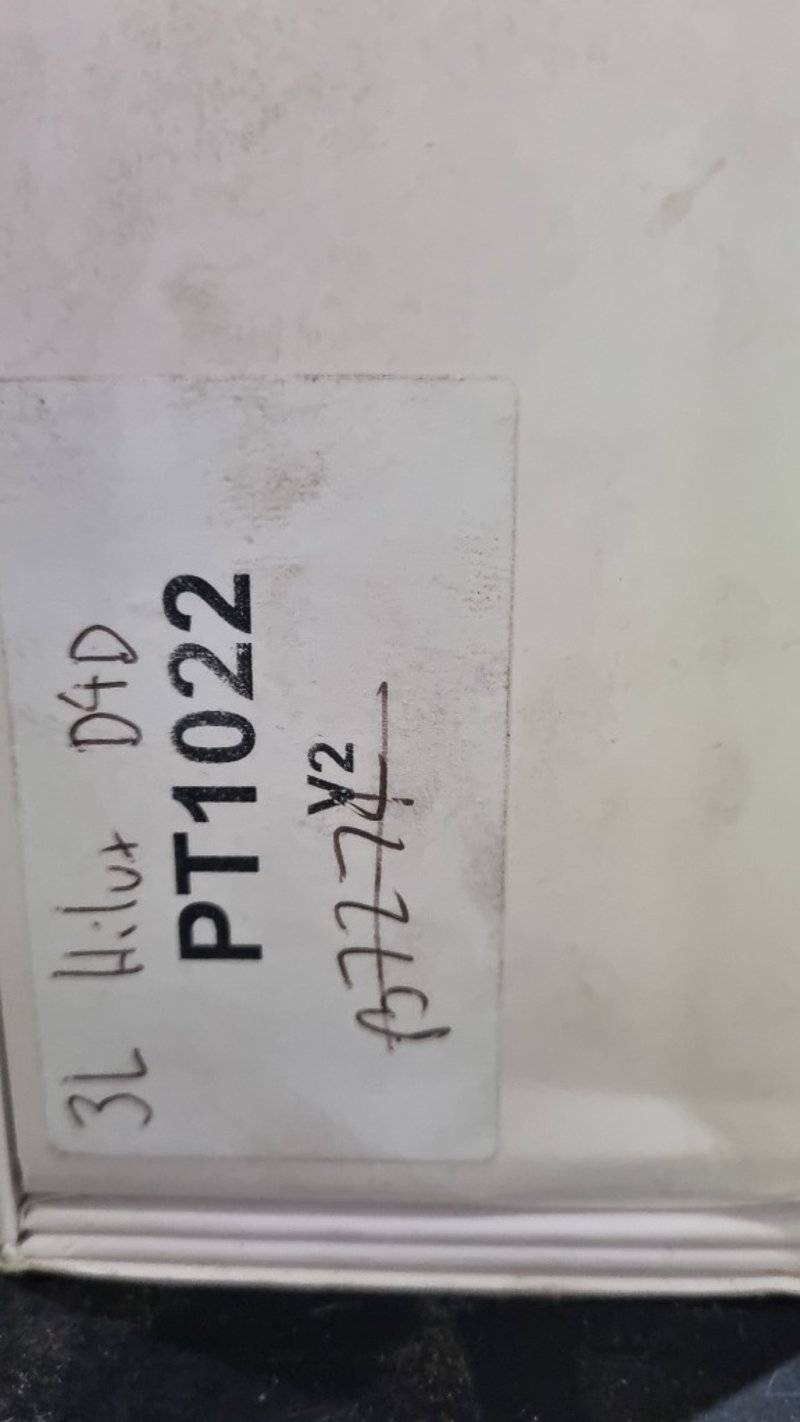 3L Hilux D4D
PT1022
V2